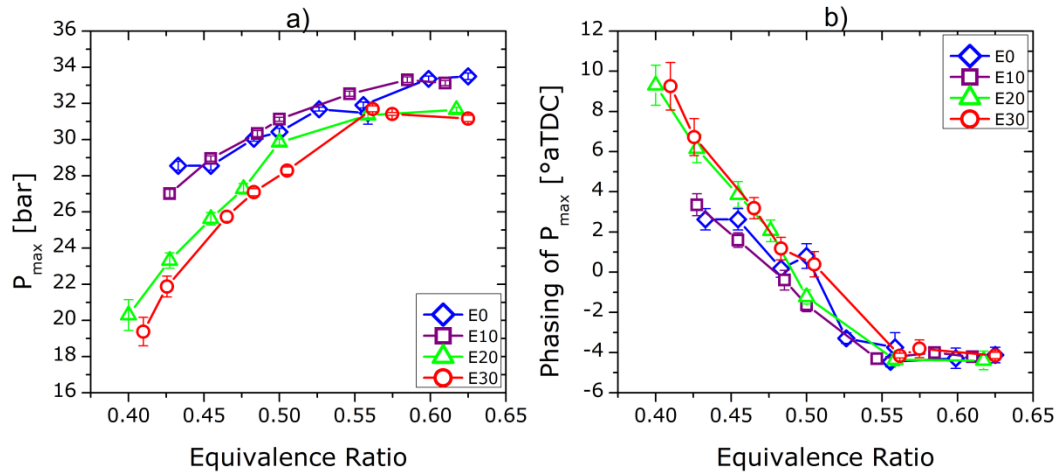 a)
36
34
32
30
28
26
24
22
20
18
16
P max [bar]
0.40 0.45 0.50 0.55 0.60 0.65
Equivalence Ratio
E0
E10
E20
E30
b)
12
10
8
6
4
2
0
-2
-4
-6
Phasing of P max [°aTDC]
0.40 0.45 0.50 0.55 0.60 0.65
Equivalence Ratio
E0
E10
E20
E30